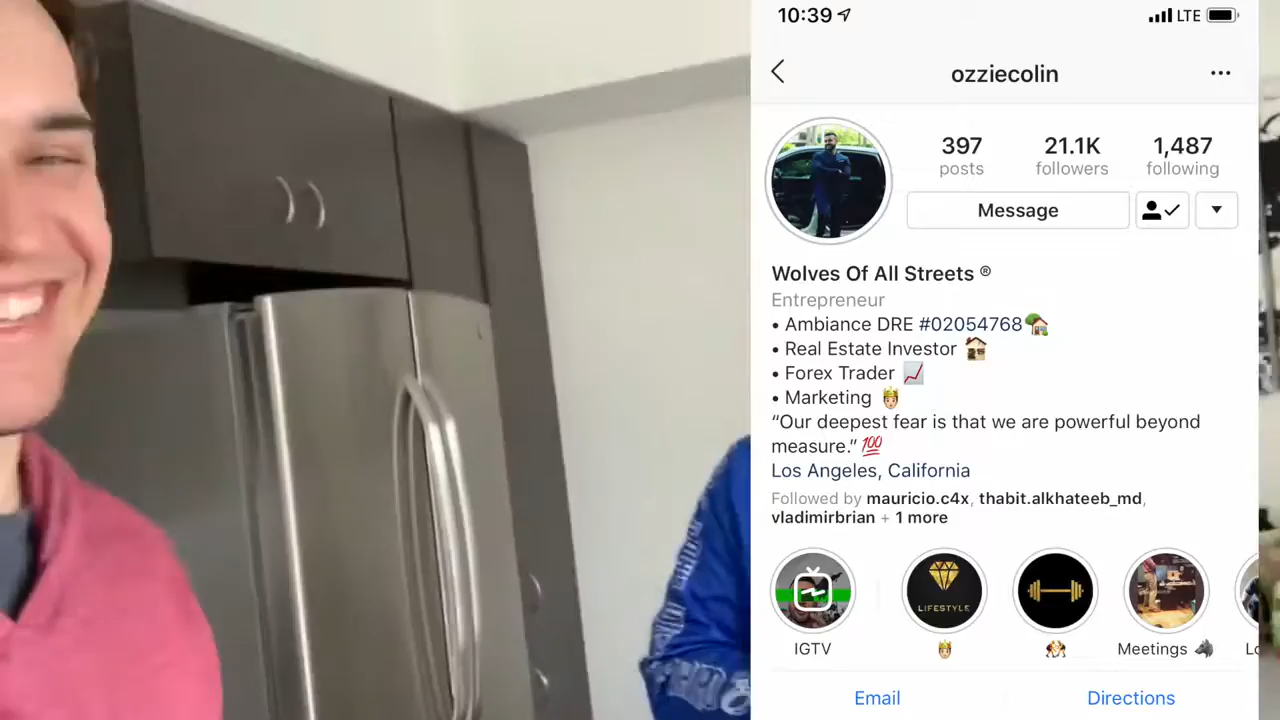 10:39
LTE
ozziecolin
397 21.1K 1,487
posts followers following
Message
Wolves Of All Streets ®
Entrepreneur
• Ambiance DRE #02054768🏡
• Real Estate Investor 🏠
• Forex Trader 📈
• Marketing 🤴🏼
“Our deepest fear is that we are powerful beyond
measure.” 💯
Los Angeles, California
Followed by mauricio.c4x, thabit.alkhateeb_md,
vladimirbrian + 1 more
LIFESTYLE
IGTV
Meetings 🐺
Lo
Email Directions